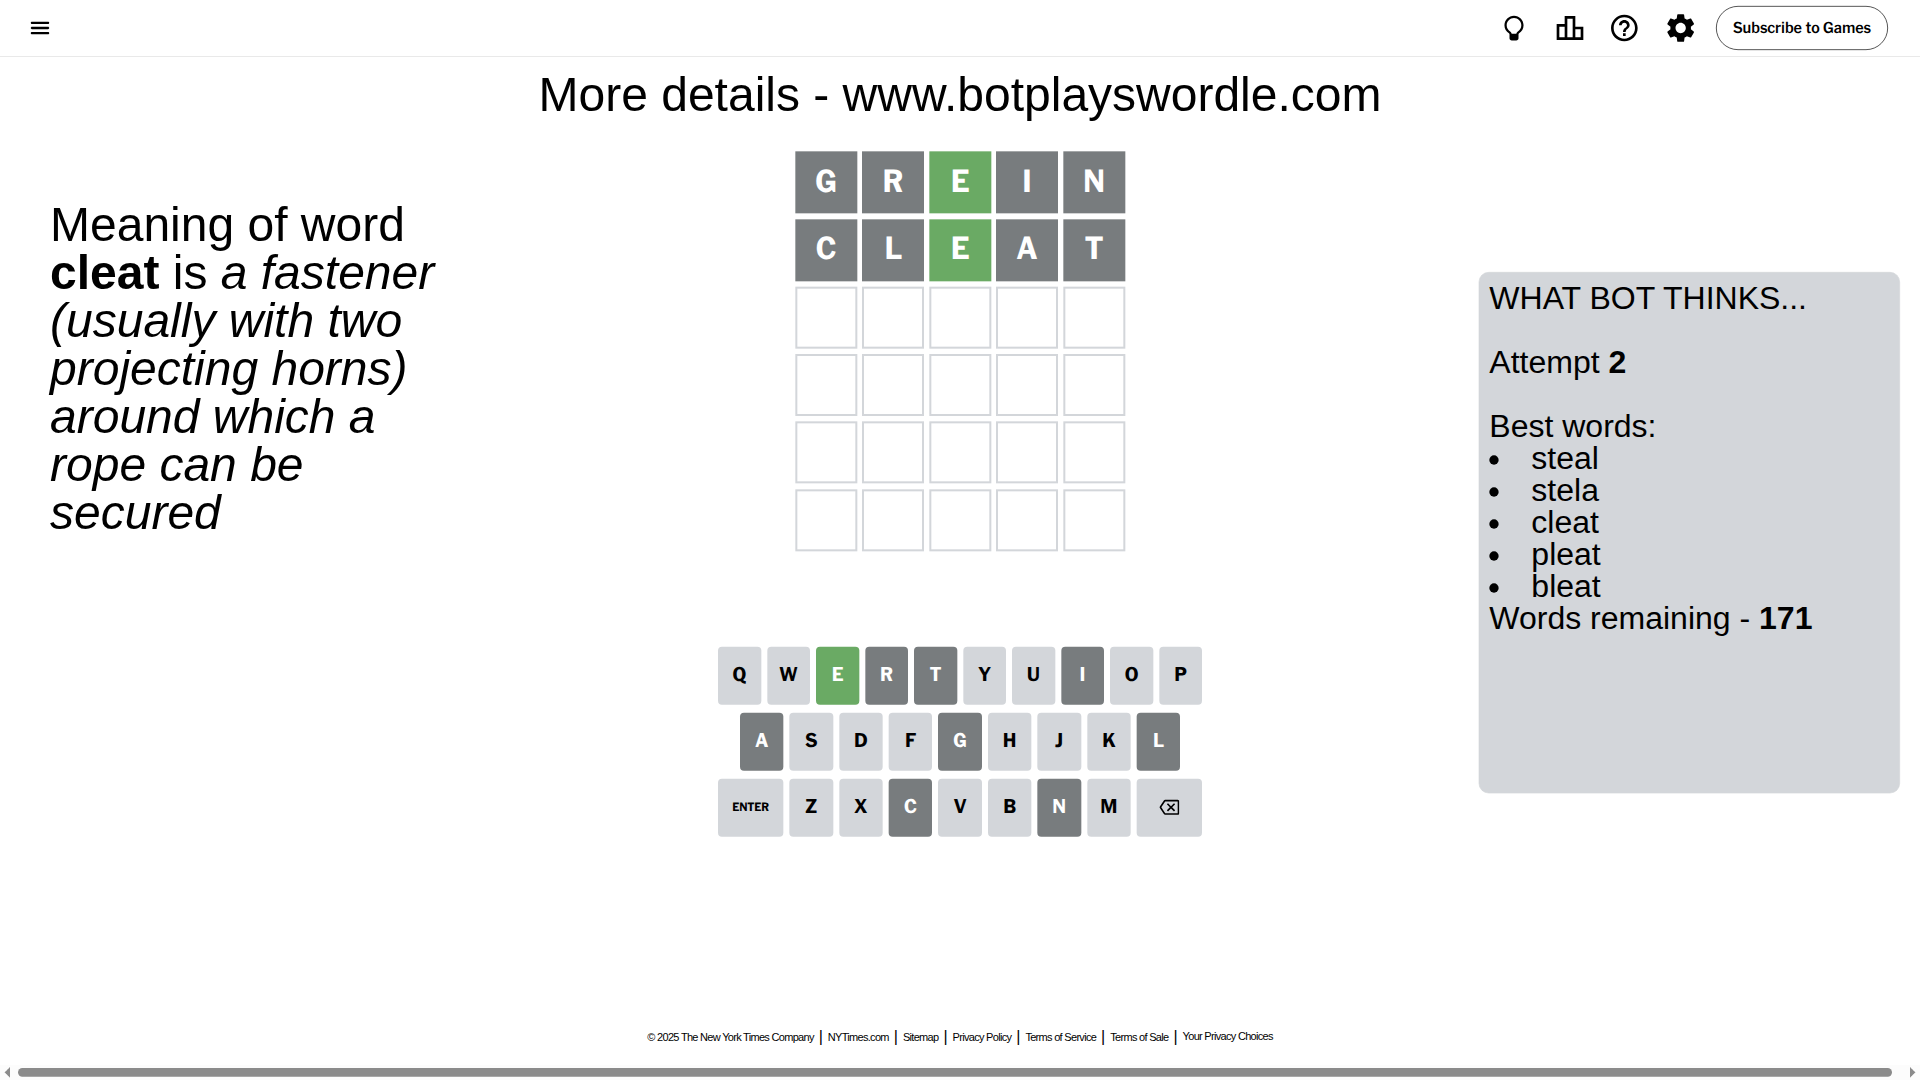 Subscribe to Games
More details - www.botplayswordle.com
Meaning of word
cleat is a fastener
(usually with two
projecting horns)
around which a
rope can be
secured
G R E I N
C L E A T
WHAT BOT THINKS...
Attempt 2
Best words:
• steal
• stela
• cleat
• pleat
• bleat
Words remaining - 171
Q W E R T Y U I O P
A S D F G H J K L
ENTER Z X C V B N M
© 2025 The New York Times Company | NYTimes.com | Sitemap | Privacy Policy | Terms of Service | Terms of Sale | Your Privacy Choices